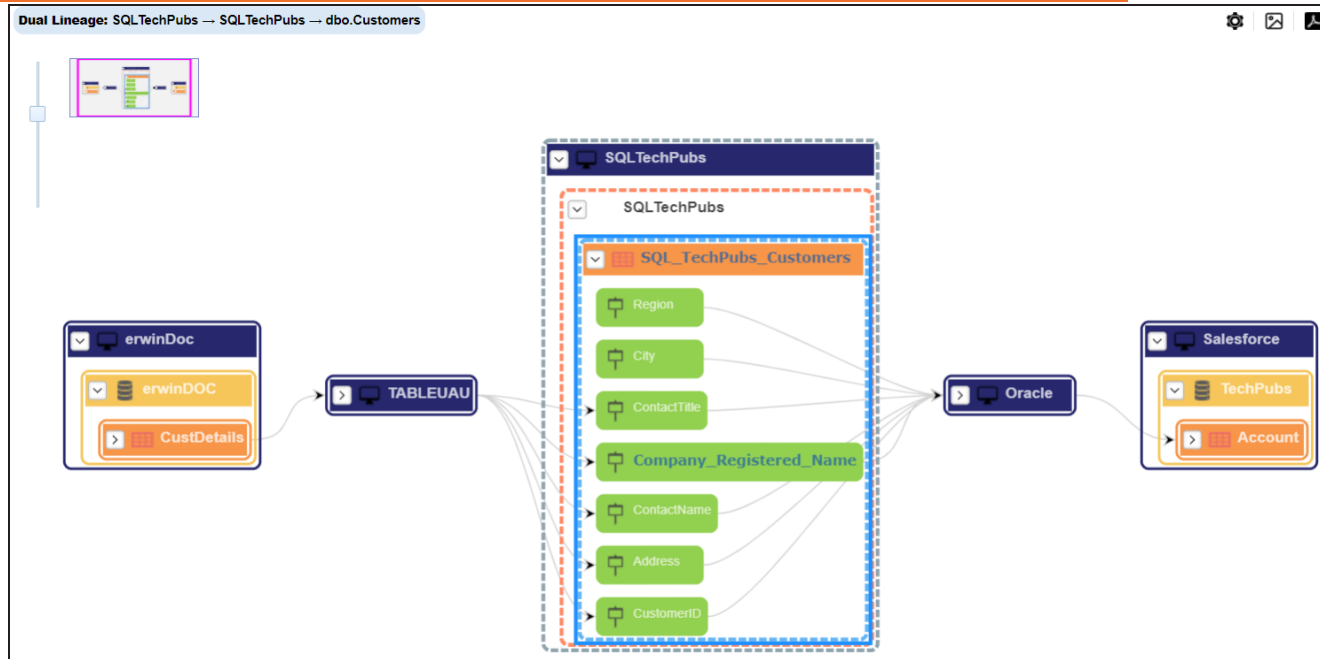 Dual Lineage: SQLTechPubs → SQLTechPubs → dbo.Customers
SQLTechPubs
SQLTechPubs
SQL_TechPubs_Customers
Region
City
ContactTitle
Company_Registered_Name
ContactName
Address
CustomerID
erwinDoc
erwinDOC
CustDetails
TABLEUAU
Oracle
Salesforce
TechPubs
Account